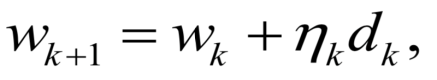 w_{k+1} = w_k + η_k d_k,